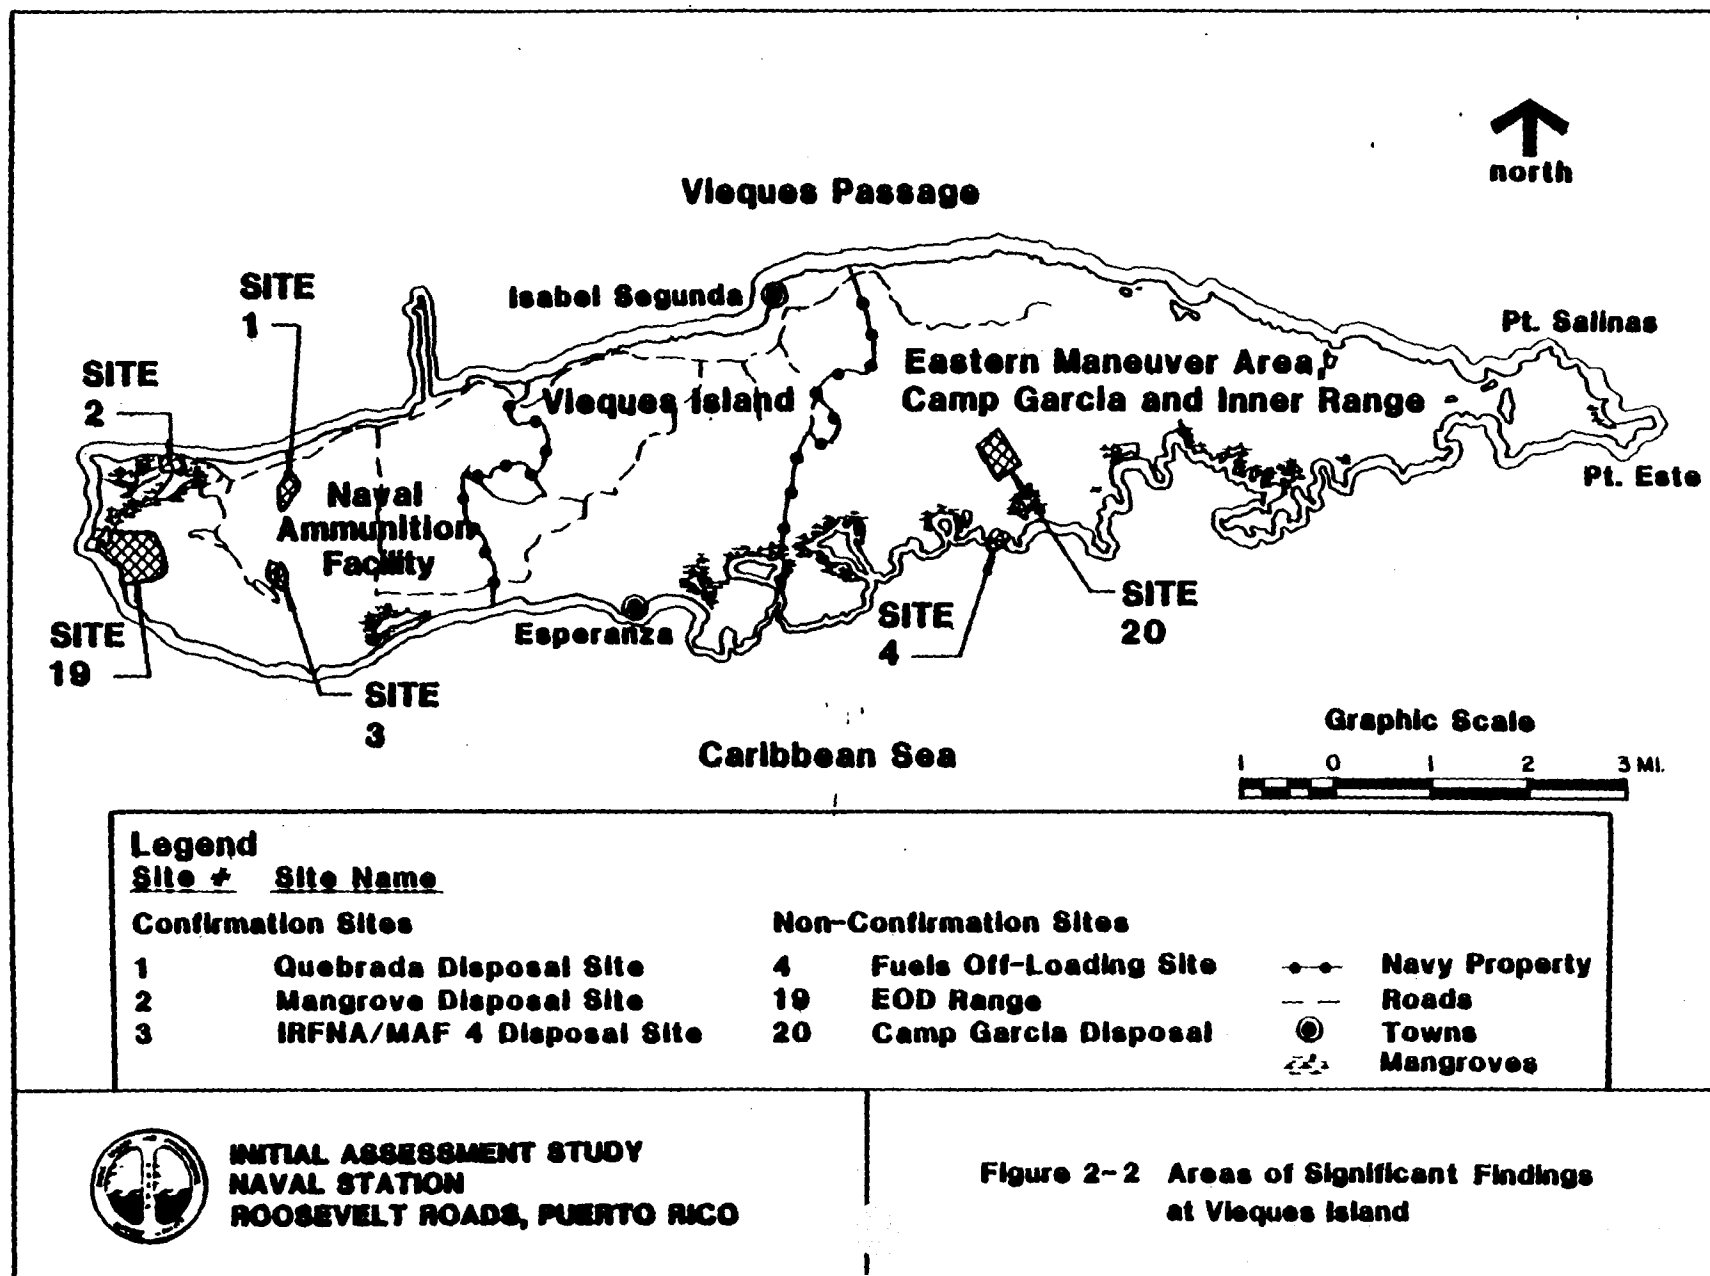 north
Vieques Passage
SITE
1
Isabel Segunda
Pt. Salinas
SITE
2
Eastern Maneuver Area,
Camp Garcia and Inner Range
Vieques Island
Pt. Este
Naval
Ammunition
Facility
SITE
19
SITE
3
Esperanza
SITE
4
SITE
20
Caribbean Sea
Graphic Scale
1 0 1 2 3 MI.
Legend
Site # Site Name
Confirmation Sites
1 Quebrada Disposal Site
2 Mangrove Disposal Site
3 IRFNA/MAF 4 Disposal Site
Non-Confirmation Sites
4 Fuels Off-Loading Site
19 EOD Range
20 Camp Garcia Disposal
Navy Property
Roads
Towns
Mangroves
INITIAL ASSESSMENT STUDY
NAVAL STATION
ROOSEVELT ROADS, PUERTO RICO
Figure 2-2 Areas of Significant Findings
at Vieques Island